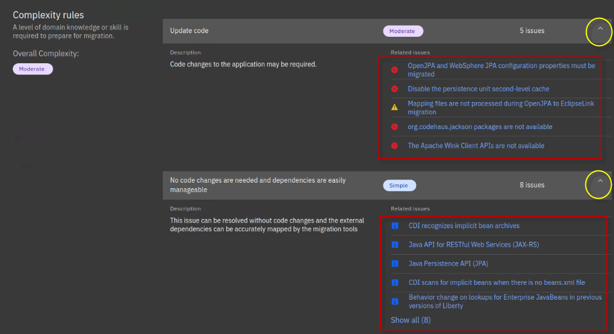 Complexity rules
A level of domain knowledge or skill is
required to prepare for migration.
Overall Complexity:
Moderate
Update code
Moderate
5 issues
Description
Code changes to the application may be required.
Related issues
OpenJPA and WebSphere JPA configuration properties must be
migrated
Disable the persistence unit second-level cache
Mapping files are not processed during OpenJPA to EclipseLink
migration
org.codehaus.jackson packages are not available
The Apache Wink Client APIs are not available
No code changes are needed and dependencies are easily
manageable
Simple
8 issues
Description
This issue can be resolved without code changes and the external
dependencies can be accurately mapped by the migration tools
Related issues
CDI recognizes implicit bean archives
Java API for RESTful Web Services (JAX-RS)
Java Persistence API (JPA)
CDI scans for implicit beans when there is no beans.xml file
Behavior change on lookups for Enterprise JavaBeans in previous
versions of Liberty
Show all (8)